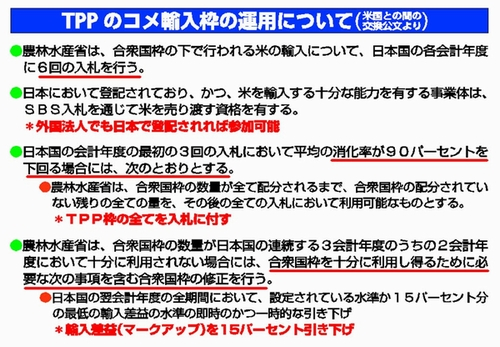 TPPのコメ輸入枠の運用について(米国との間の
交換公文より)
●農林水産省は、合衆国枠の下で行われる米の輸入について、日本国の各会計年度
に6回の入札を行う。
●日本において登記されており、かつ、米を輸入する十分な能力を有する事業体は、
SBS入札を通じて米を売り渡す資格を有する。
*外国法人でも日本で登記されれば参加可能
●日本国の会計年度の最初の3回の入札において平均の消化率が90パーセントを
下回る場合には、次のとおりとする。
●農林水産省は、合衆国枠の数量が全て配分されるまで、合衆国枠の配分されてい
ない残りの全ての量を、その後の全ての入札において利用可能なものとする。
*TPP枠の全てを入札に付す
●農林水産省は、合衆国枠の数量が日本国の連続する3会計年度のうちの2会計年
度において十分に利用されない場合には、合衆国枠を十分に利用し得るために必
要な次の事項を含む合衆国枠の修正を行う。
●日本国の翌会計年度の全期間において、設定されている水準か15パーセント分
の最低の輸入差益の水準の即時のかつ一時的な引き下げ
*輸入差益(マークアップ)を15パーセント引き下げ